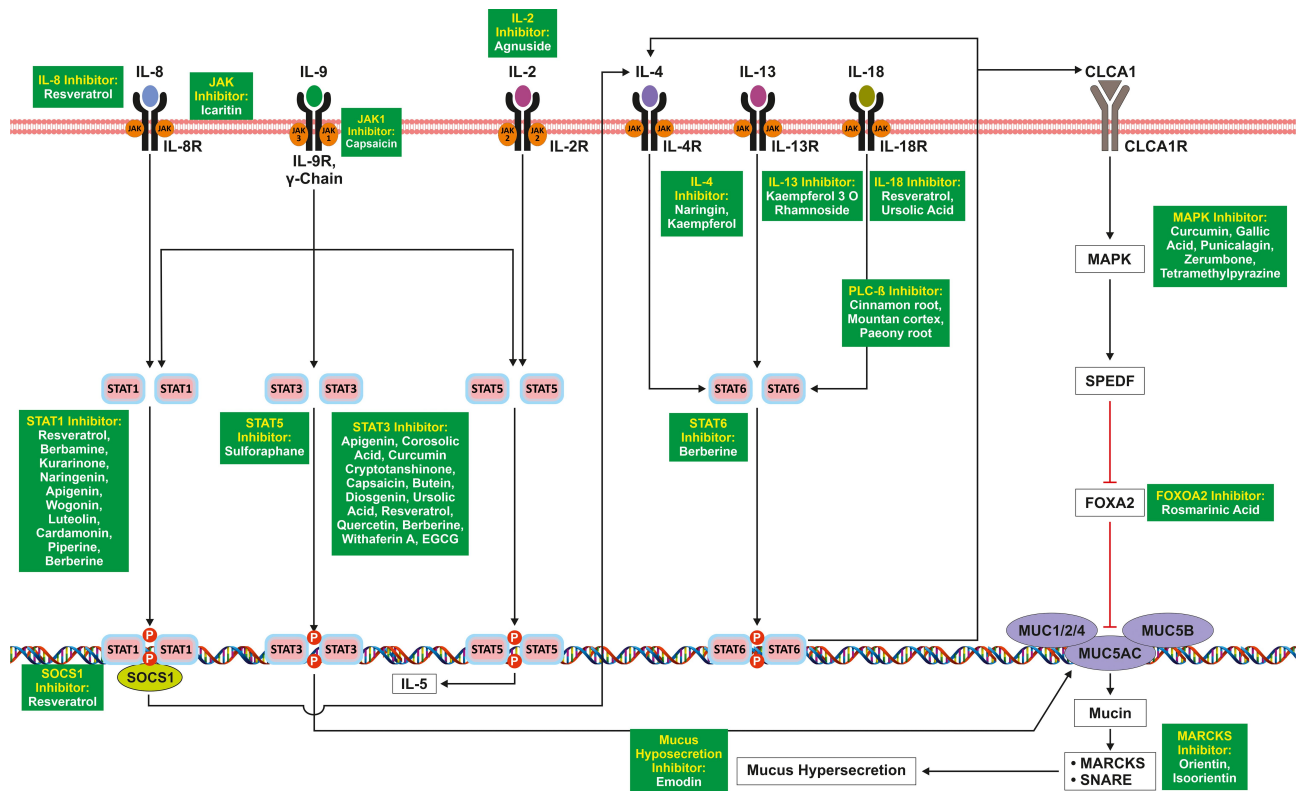 IL-2
Inhibitor:
Agnuside
IL-8 Inhibitor:
Resveratrol
IL-8
JAK
Inhibitor:
Icaritin
IL-9
JAK1
Inhibitor:
Capsaicin
IL-2
IL-4
IL-13
IL-18
CLCA1
JAK
JAK
IL-8R
JAK
3
JAK
1
IL-9R,
γ-Chain
JAK
2
JAK
2
IL-2R
JAK
JAK
IL-4R
JAK
JAK
IL-13R
JAK
JAK
IL-18R
CLCA1R
IL-4
Inhibitor:
Naringin,
Kaempferol
IL-13 Inhibitor:
Kaempferol 3 O
Rhamnoside
IL-18 Inhibitor:
Resveratrol,
Ursolic Acid
MAPK
MAPK Inhibitor:
Curcumin, Gallic
Acid, Punicalagin,
Zerumbone,
Tetramethylpyrazine
PLC-ß Inhibitor:
Cinnamon root,
Mountan cortex,
Paeony root
STAT1
STAT1
STAT3
STAT3
STAT5
STAT5
STAT6
STAT6
SPEDF
STAT1 Inhibitor:
Resveratrol,
Berbamine,
Kurarinone,
Naringenin,
Apigenin,
Wogonin,
Luteolin,
Cardamonin,
Piperine,
Berberine
STAT5
Inhibitor:
Sulforaphane
STAT3 Inhibitor:
Apigenin, Corosolic
Acid, Curcumin
Cryptotanshinone,
Capsaicin, Butein,
Diosgenin, Ursolic
Acid, Resveratrol,
Quercetin, Berberine,
Withaferin A, EGCG
STAT6
Inhibitor:
Berberine
FOXA2
FOXOA2 Inhibitor:
Rosmarinic Acid
STAT1
P
P
STAT1
SOCS1
STAT3
P
P
STAT3
STAT5
P
P
STAT5
STAT6
P
P
STAT6
MUC1/2/4
MUC5B
MUC5AC
SOCS1
Inhibitor:
Resvratrol
IL-5
Mucin
Mucus
Hyposecretion
Inhibitor:
Emodin
Mucus Hypersecretion
• MARCKS
• SNARE
MARCKS
Inhibitor:
Orientin,
Isoorientin